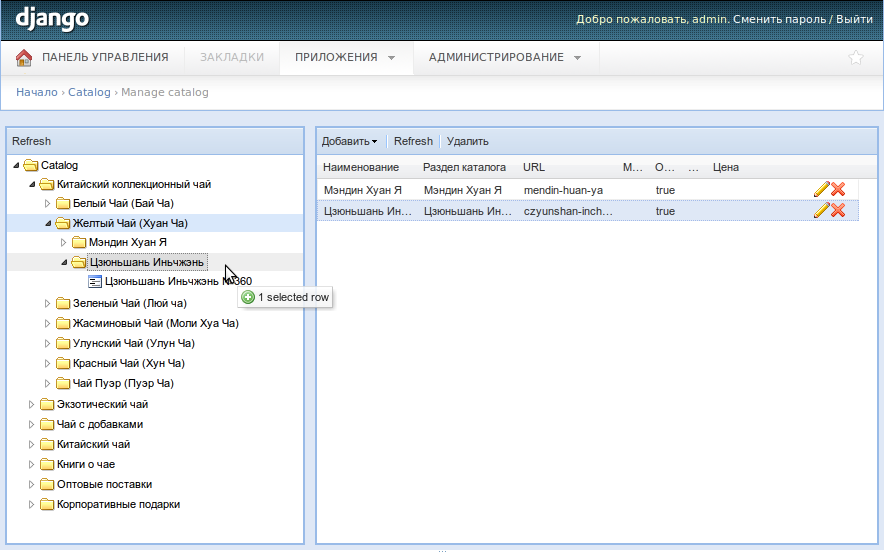 django
Добро пожаловать, admin. Сменить пароль / Выйти
ПАНЕЛЬ УПРАВЛЕНИЯ ЗАКЛАДКИ ПРИЛОЖЕНИЯ АДМИНИСТРИРОВАНИЕ
Начало › Catalog › Manage catalog
Refresh
Catalog
Китайский коллекционный чай
Белый Чай (Бай Ча)
Желтый Чай (Хуан Ча)
Мэндин Хуан Я
Цзюньшань Иньчжэнь
Цзюньшань Иньчжэнь 360
1 selected row
Зеленый Чай (Люй ча)
Жасминовый Чай (Моли Хуа Ча)
Улунский Чай (Улун Ча)
Красный Чай (Хун Ча)
Чай Пуэр (Пуэр Ча)
Экзотический чай
Чай с добавками
Китайский чай
Книги о чае
Оптовые поставки
Корпоративные подарки
Добавить Refresh Удалить
Наименование Раздел каталога URL М... О... ... Цена
Мэндин Хуан Я Мэндин Хуан Я mendin-huan-ya true
Цзюньшань Ин... Цзюньшань Ин... czyunshan-inch... true